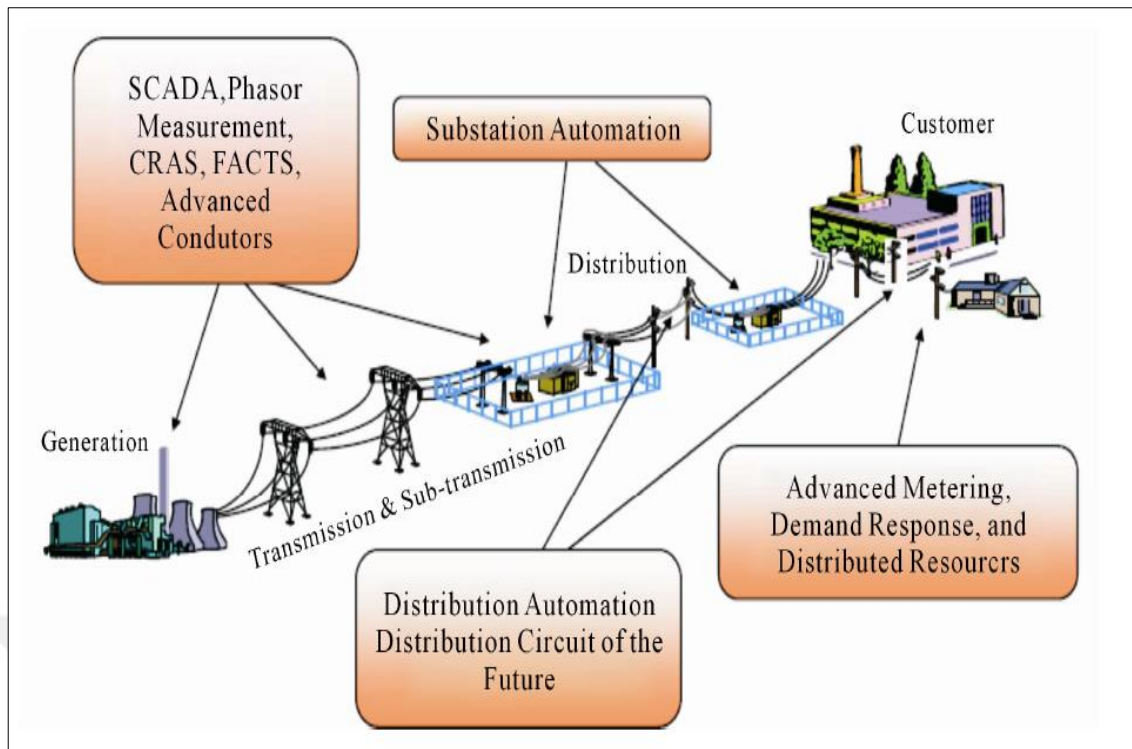 SCADA,Phasor
Measurement,
CRAS, FACTS,
Advanced
Condutors
Substation Automation
Customer
Distribution
Generation
Transmission & Sub-transmission
Advanced Metering,
Demand Response, and
Distributed Resourcrs
Distribution Automation
Distribution Circuit of the
Future